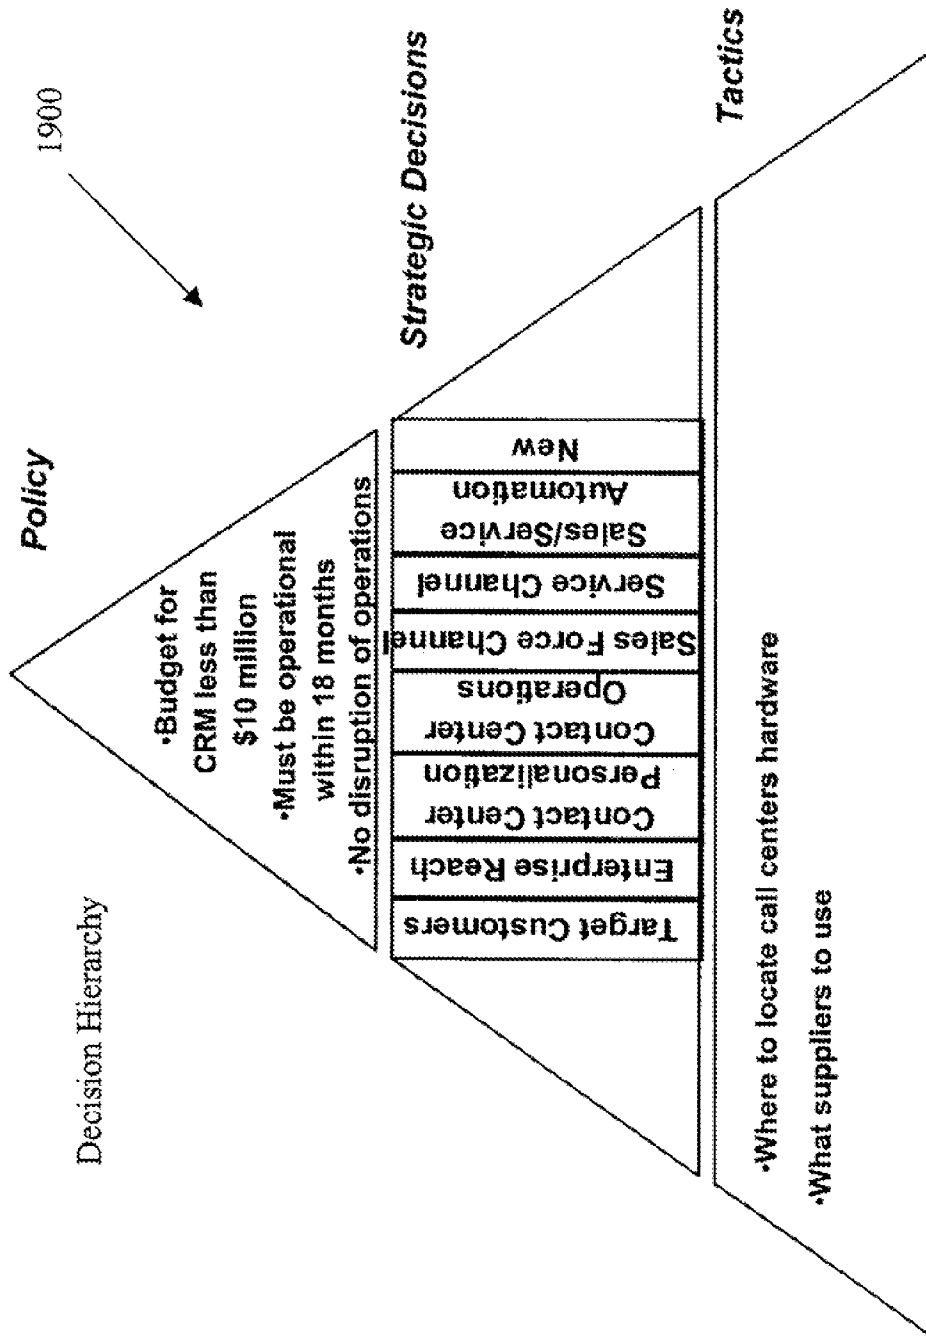 Decision Hierarchy
1900
Policy
•Budget for
CRM less than
$10 million
•Must be operational
within 18 months
•No disruption of operations
Strategic Decisions
Target Customers
Enterprise Reach
Contact Center
Personalization
Contact Center
Operations
Sales Force Channel
Service Channel
Sales/Service
Automation
New
Tactics
•Where to locate call centers hardware
•What suppliers to use